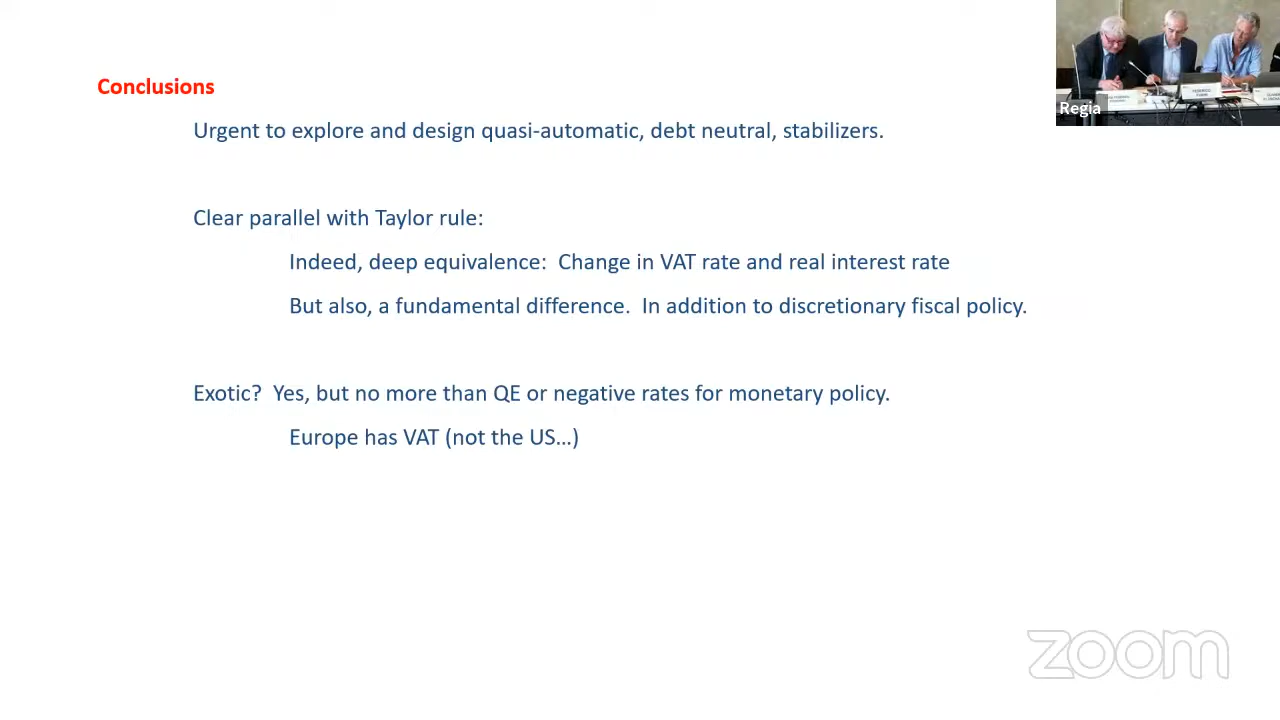 Conclusions
Urgent to explore and design quasi-automatic, debt neutral, stabilizers.
Clear parallel with Taylor rule:
Indeed, deep equivalence: Change in VAT rate and real interest rate
But also, a fundamental difference. In addition to discretionary fiscal policy.
Exotic? Yes, but no more than QE or negative rates for monetary policy.
Europe has VAT (not the US…)
Regia
FEDERICO
zoom